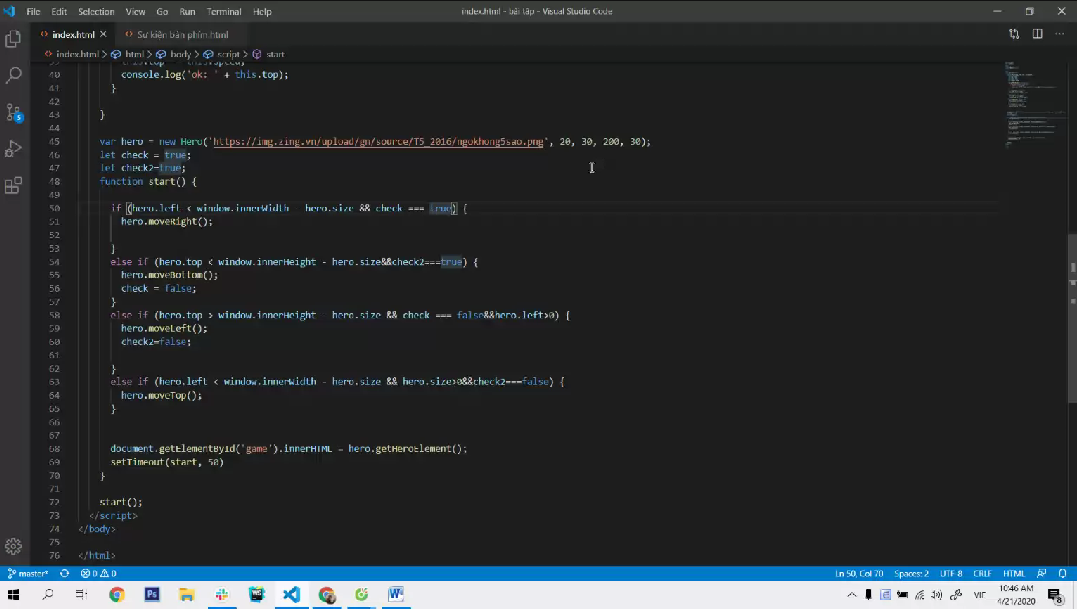 File Edit Selection View Go Run Terminal Help index.html - bài tập - Visual Studio Code
index.html Sự kiện bàn phím.html
index.html > html > body > script > start
40 console.log('ok: ' + this.top);
41 }
42
43 }
44
45 var hero = new Hero('https://img.zing.vn/upload/gn/source/T5_2016/ngokhong5sao.png', 20, 30, 200, 30);
46 let check = true;
47 let check2=true;
48 function start() {
49
50 if (hero.left < window.innerWidth - hero.size && check === true) {
51 hero.moveRight();
52
53 }
54 else if (hero.top < window.innerHeight - hero.size&&check2===true) {
55 hero.moveBottom();
56 check = false;
57 }
58 else if (hero.top > window.innerHeight - hero.size && check === false&&hero.left>0) {
59 hero.moveLeft();
60 check2=false;
61
62 }
63 else if (hero.left < window.innerWidth - hero.size && hero.size>0&&check2===false) {
64 hero.moveTop();
65 }
66
67
68 document.getElementById('game').innerHTML = hero.getHeroElement();
69 setTimeout(start, 50)
70 }
71
72 start();
73 </script>
74 </body>
75
76 </html>
master* 0 0 Ln 50, Col 70 Spaces: 2 UTF-8 CRLF HTML
VIE 10:46 AM
4/21/2020